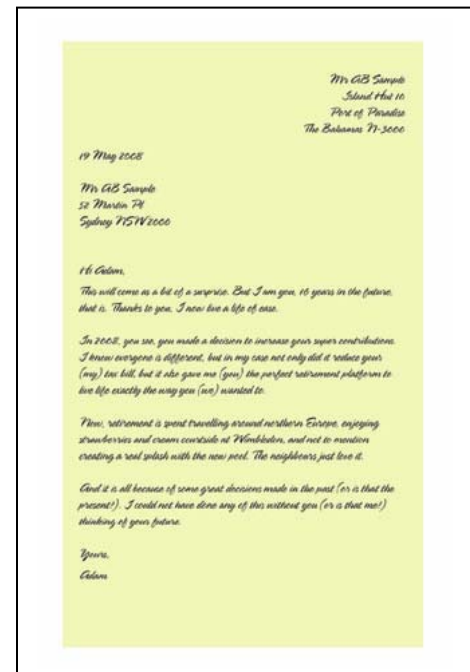 Mr AB Sample
Island Hut 10
Port of Paradise
The Bahamas N-3000
19 May 2008
Mr AB Sample
52 Martin Pl
Sydney NSW 2000
Hi Adam,
This will come as a bit of a surprise. But I am you, 16 years in the future,
that is. Thanks to you, I now live a life of ease.
In 2008, you see, you made a decision to increase your super contributions.
I know everyone is different, but in my case not only did it reduce your
(my) tax bill, but it also gave me (you) the perfect retirement platform to
live life exactly the way you (we) wanted to.
Now, retirement is spent travelling around northern Europe, enjoying
strawberries and cream courtside at Wimbledon, and not to mention
creating a real splash with the new pool. The neighbours just love it.
And it is all because of some great decisions made in the past (or is that the
present?). I could not have done any of this without you (or is that me?)
thinking of your future.
Yours,
Adam